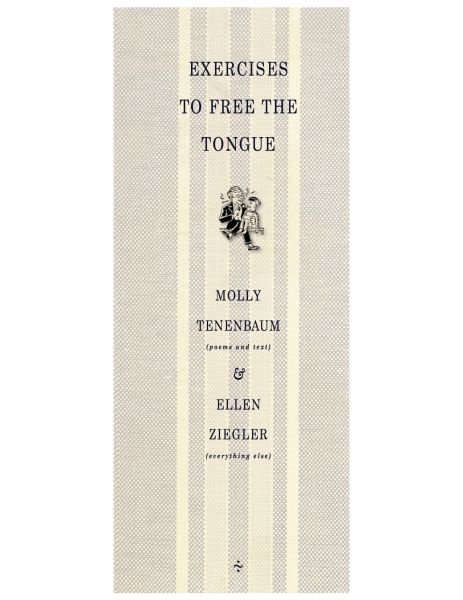 EXERCISES
TO FREE THE
TONGUE
MOLLY
TENENBAUM
(poems and text)
&
ELLEN
ZIEGLER
(everything else)